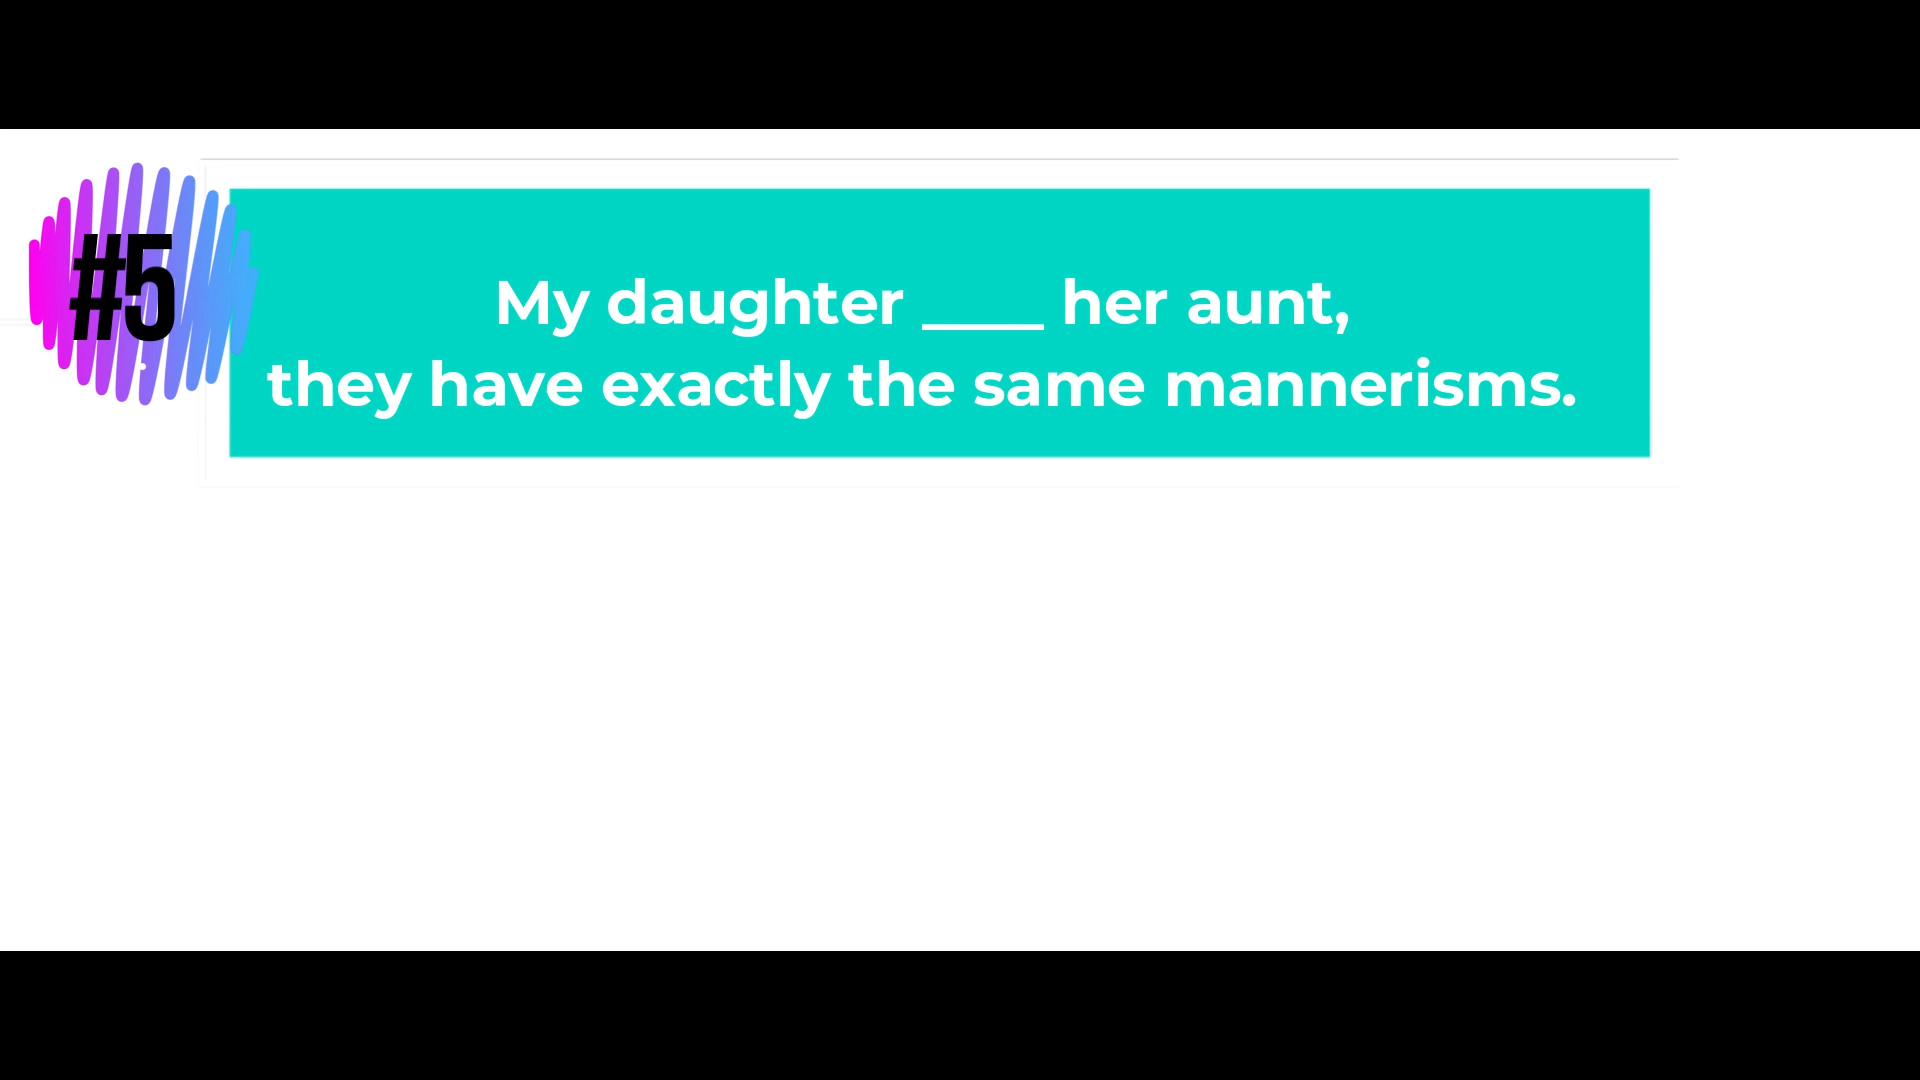 #5
My daughter ____ her aunt,
they have exactly the same mannerisms.